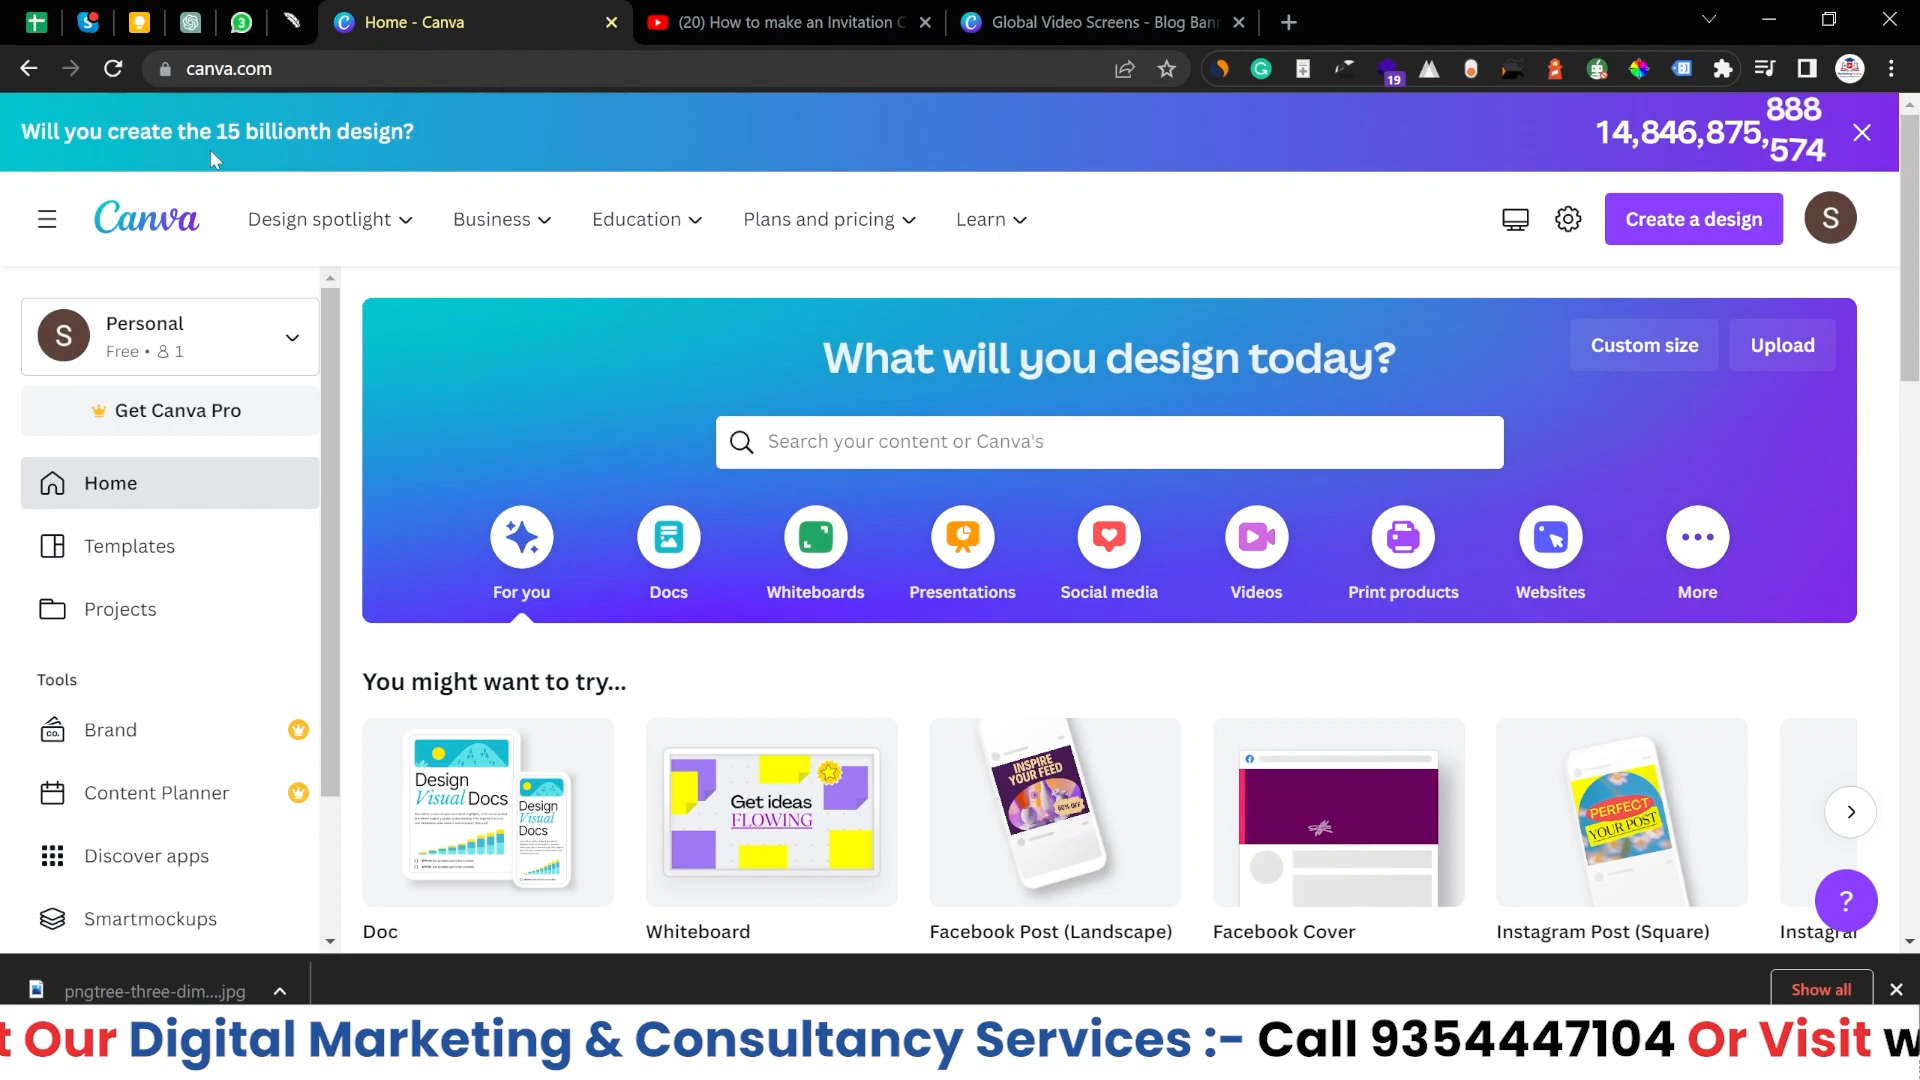 Home - Canva
(20) How to make an Invitation C
Global Video Screens - Blog Bann
canva.com
19
Will you create the 15 billionth design?
14,846,875,
888
574
Canva
Design spotlight
Business
Education
Plans and pricing
Learn
Create a design
S
S
Personal
Free • 1
Get Canva Pro
Home
Templates
Projects
Tools
Brand
Content Planner
Discover apps
Smartmockups
What will you design today?
Custom size
Upload
Search your content or Canva's
For you
Docs
Whiteboards
Presentations
Social media
Videos
Print products
Websites
More
You might want to try...
Design
Visual Docs
Design
Visual
Docs
Get ideas
FLOWING
INSPIRE
YOUR FEED
60% OFF
PERFECT
YOUR POST
Doc
Whiteboard
Facebook Post (Landscape)
Facebook Cover
Instagram Post (Square)
Instagram
?
pngtree-three-dim....jpg
Show all
t Our Digital Marketing & Consultancy Services :- Call 9354447104 Or Visit w